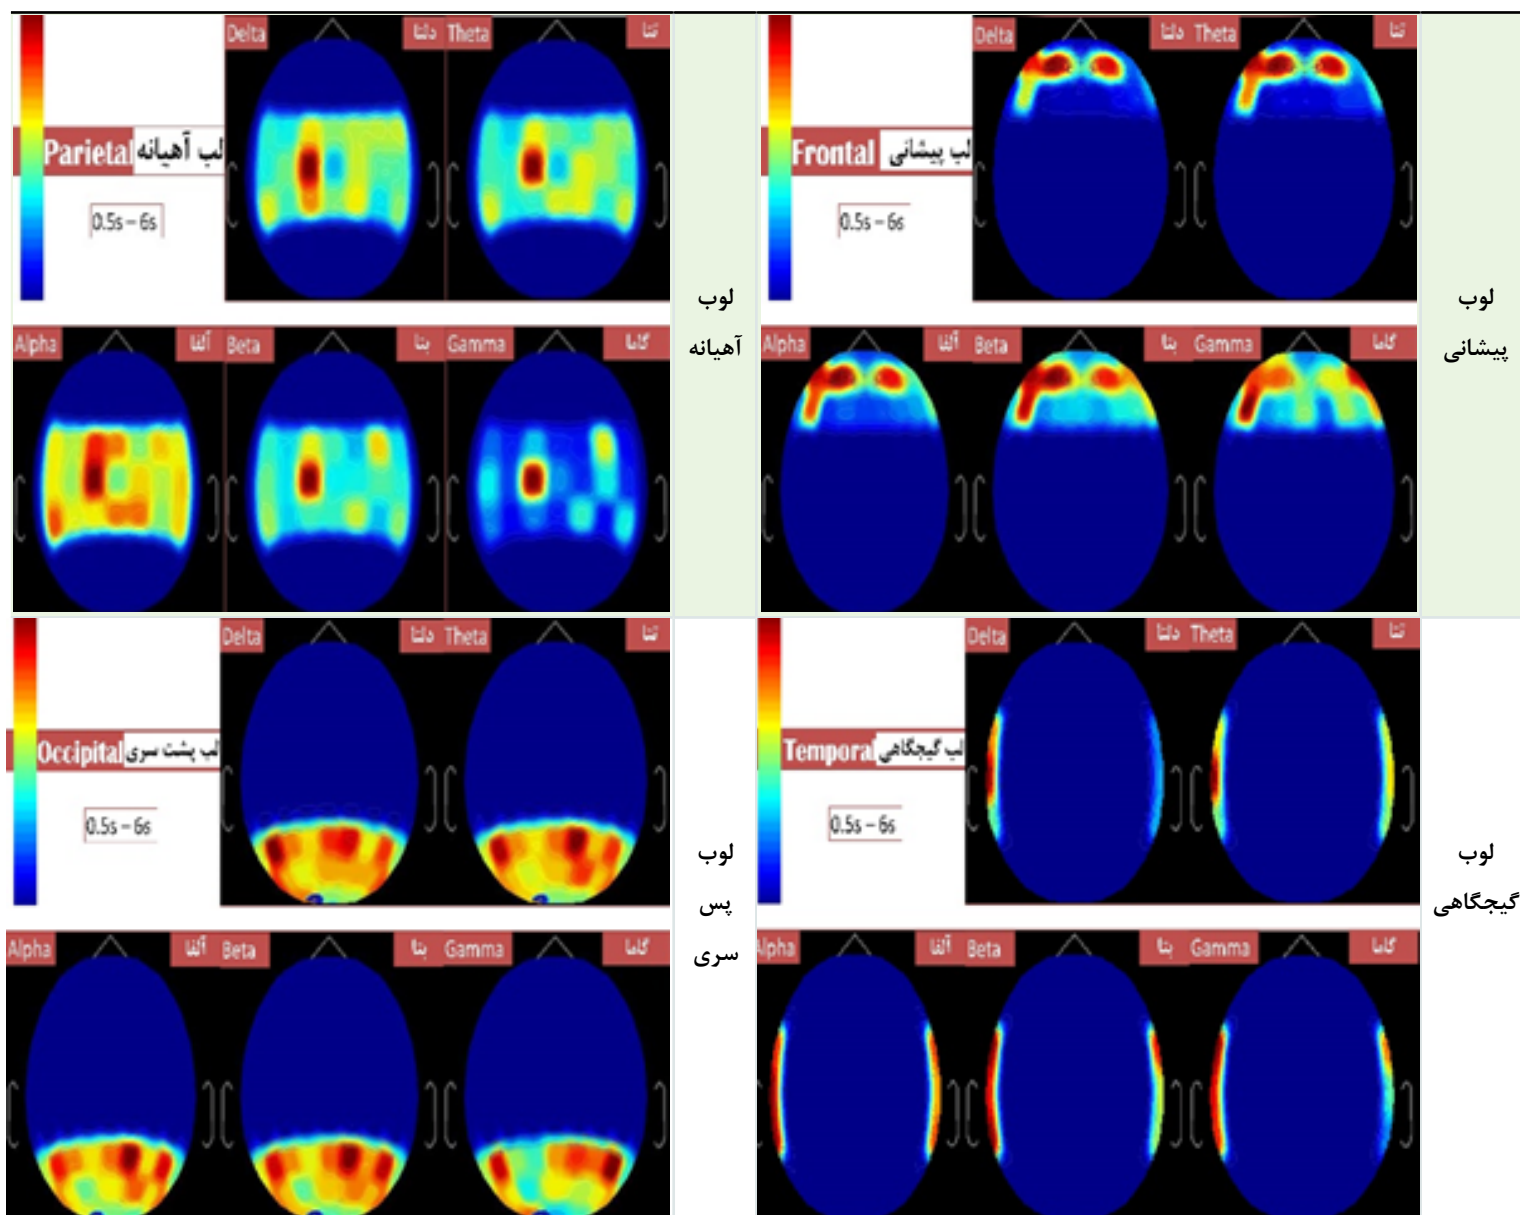 Delta دلتا Theta تتا
Parietal لب آهیانه
0.5s – 6s
Alpha آلفا Beta بتا Gamma گاما
لوب
آهیانه
Delta دلتا Theta تتا
Frontal لب پیشانی
0.5s – 6s
Alpha آلفا Beta بتا Gamma گاما
لوب
پیشانی
Delta دلتا Theta تتا
Occipital لب پشت سری
0.5s – 6s
Alpha آلفا Beta بتا Gamma گاما
لوب
پس
سری
Delta دلتا Theta تتا
Temporal لب گیجگاهی
0.5s – 6s
Alpha آلفا Beta بتا Gamma گاما
لوب
گیجگاهی